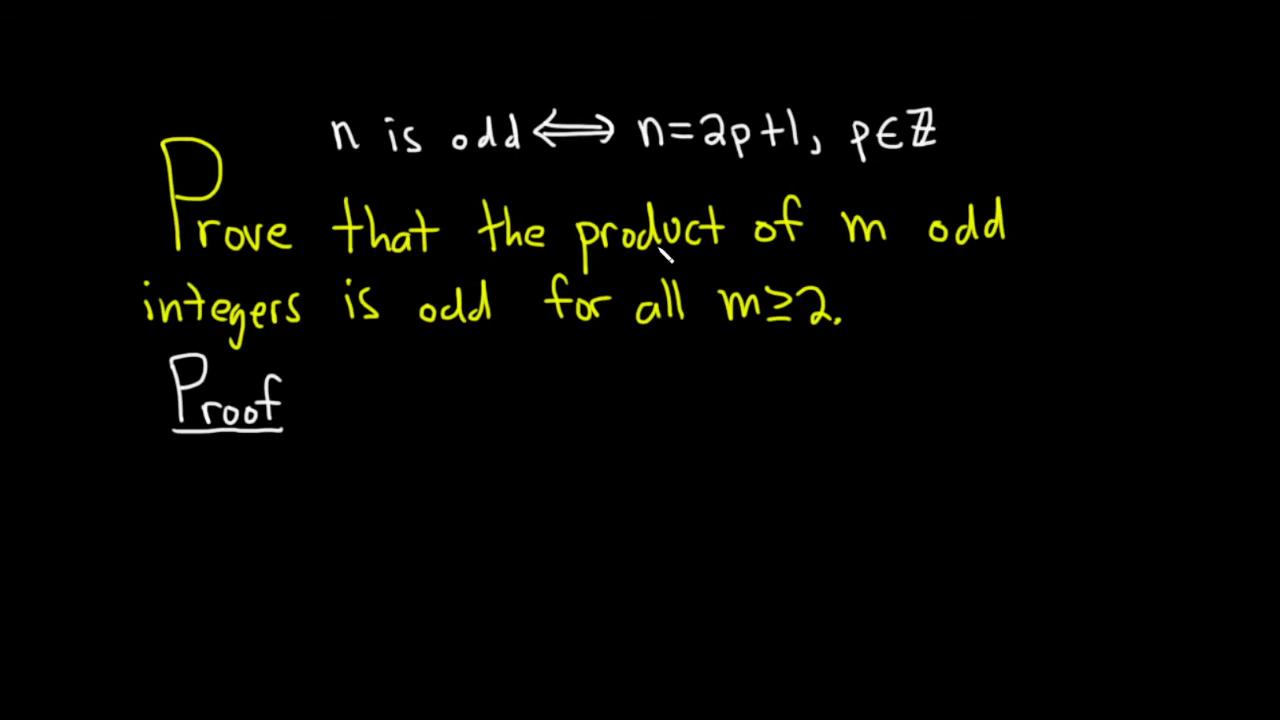 n is odd ⟺ n=2p+1, p∈ℤ
Prove that the product of m odd
integers is odd for all m≥2.
Proof